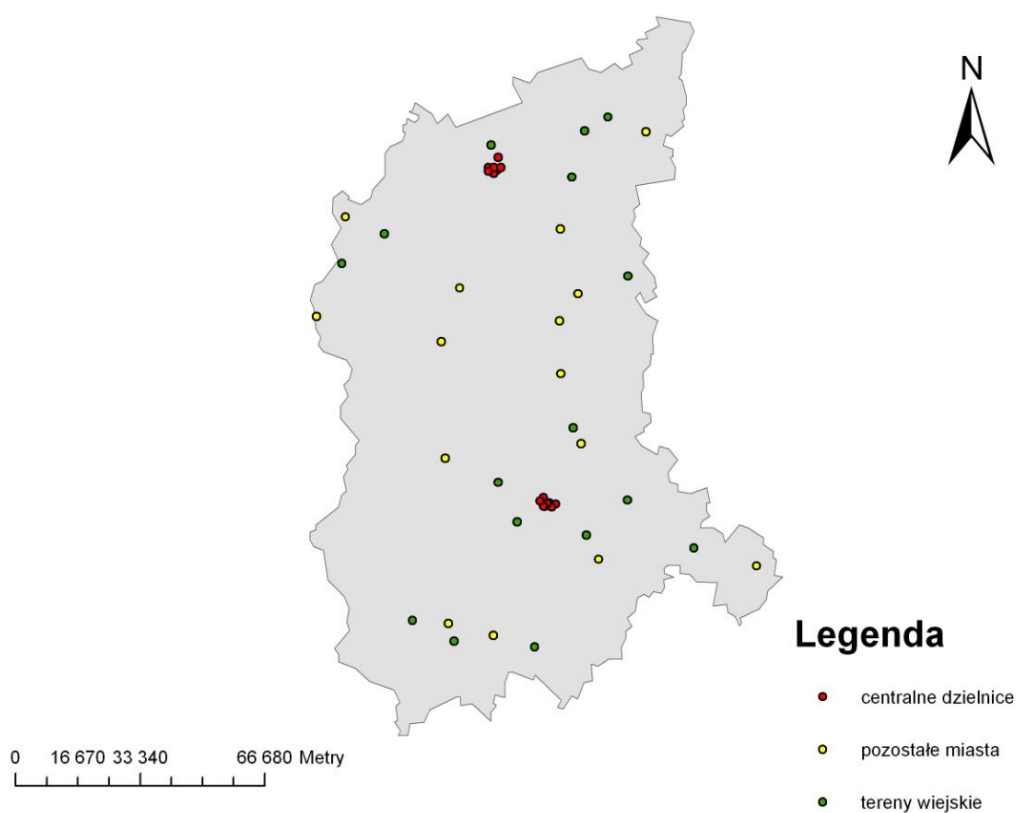 N
Legenda
centralne dzielnice
pozostałe miasta
tereny wiejskie
0 16 670 33 340 66 680 Metry